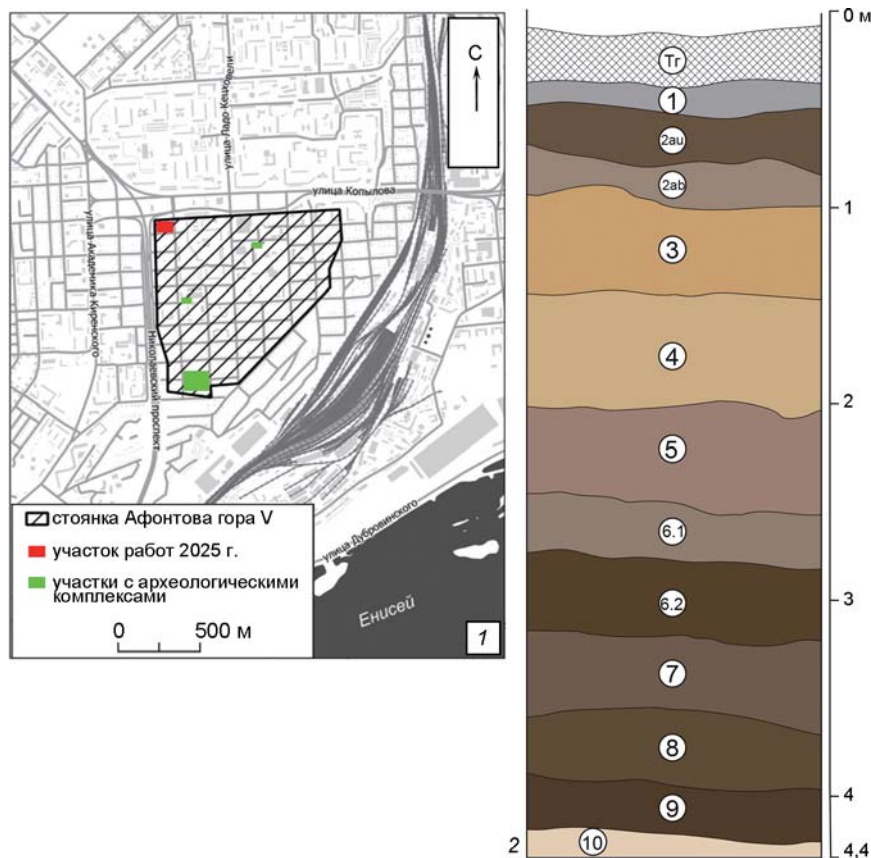 С
улица Ладо Кецховели
улица Копылова
улица Академика Киренского
Николаевский проспект
улица Дубровинского
Енисей
стоянка Афонтова гора V
участок работ 2025 г.
участки с археологическими
комплексами
0 500 м
1
0 м
Tr
1
2au
2ab
1
3
4
2
5
6.1
3
6.2
7
8
4
9
10
4,4
2